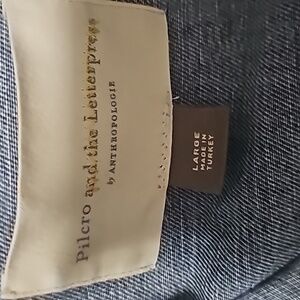 Pilcro and the Letterpress
by ANTHROPOLOGIE
LARGE
MADE IN
TURKEY